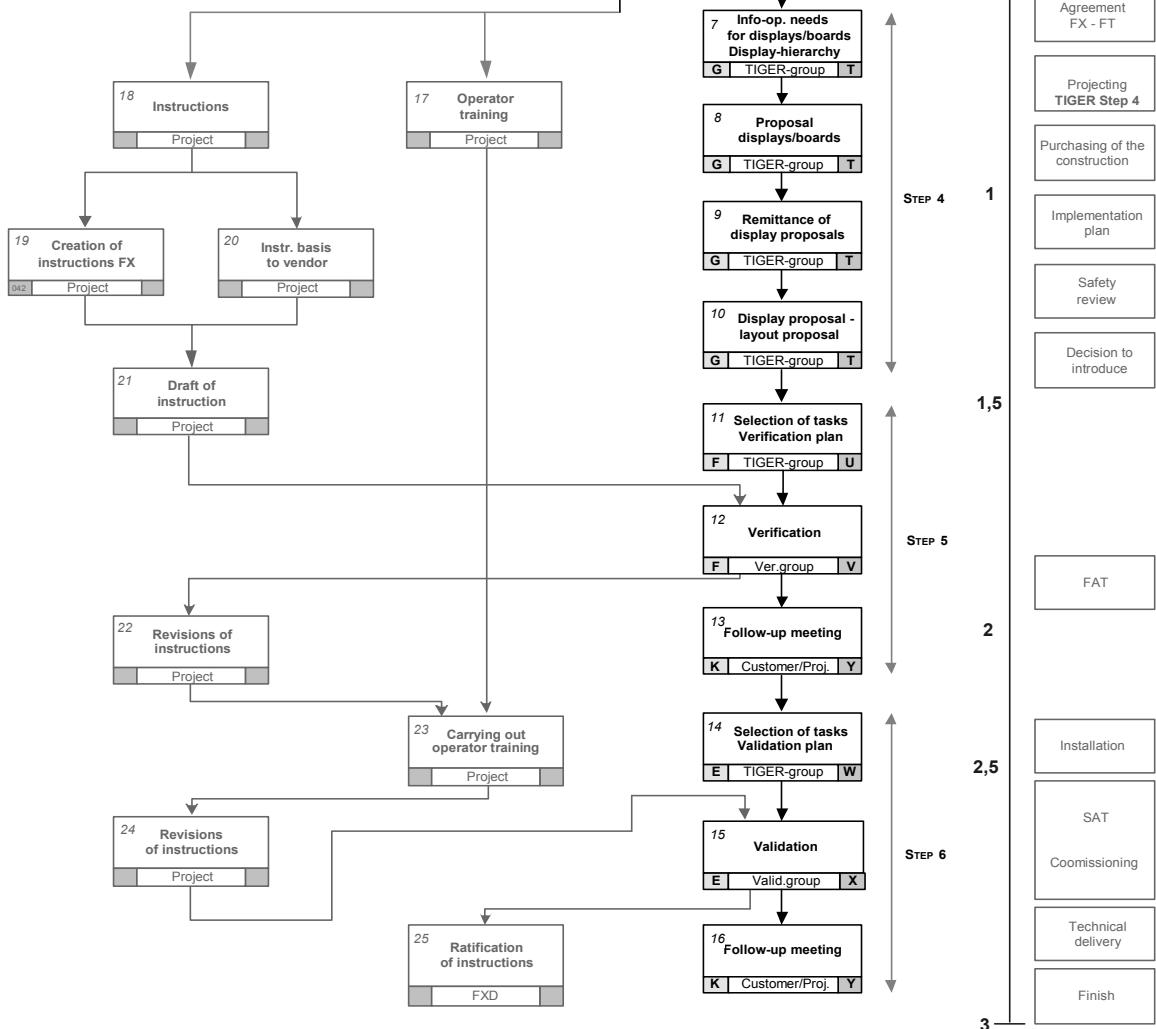 7
Info-op. needs
for displays/boards
Display-hierarchy
G TIGER-group T
8
Proposal
displays/boards
G TIGER-group T
9
Remittance of
display proposals
G TIGER-group T
10
Display proposal -
layout proposal
G TIGER-group T
11
Selection of tasks
Verification plan
F TIGER-group U
12
Verification
F Ver.group V
13
Follow-up meeting
K Customer/Proj. Y
14
Selection of tasks
Validation plan
E TIGER-group W
15
Validation
E Valid.group X
16
Follow-up meeting
K Customer/Proj. Y
18
Instructions
Project
17
Operator
training
Project
19
Creation of
instructions FX
042 Project
20
Instr. basis
to vendor
Project
21
Draft of
instruction
Project
22
Revisions of
instructions
Project
23
Carrying out
operator training
Project
24
Revisions
of instructions
Project
25
Ratification
of instructions
FXD
STEP 4
STEP 5
STEP 6
1
1,5
2
2,5
3
Agreement
FX - FT
Projecting
TIGER Step 4
Purchasing of the
construction
Implementation
plan
Safety
review
Decision to
introduce
FAT
Installation
SAT
Coomissioning
Technical
delivery
Finish